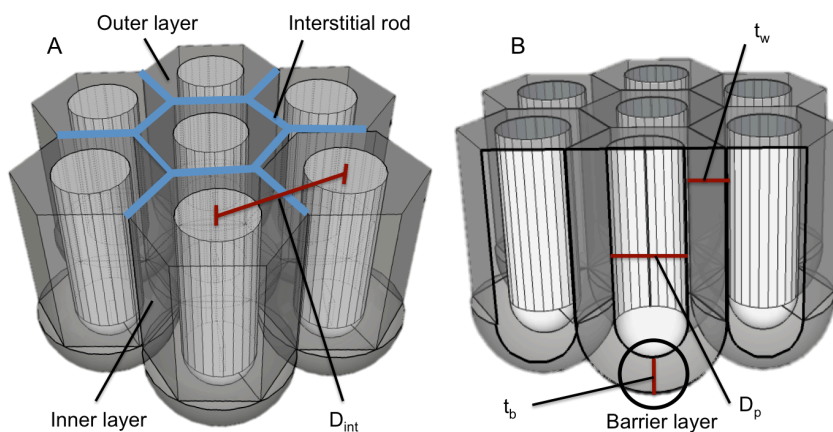 A
Outer layer
Interstitial rod
Inner layer
D_int
B
t_w
t_b
Barrier layer
D_p